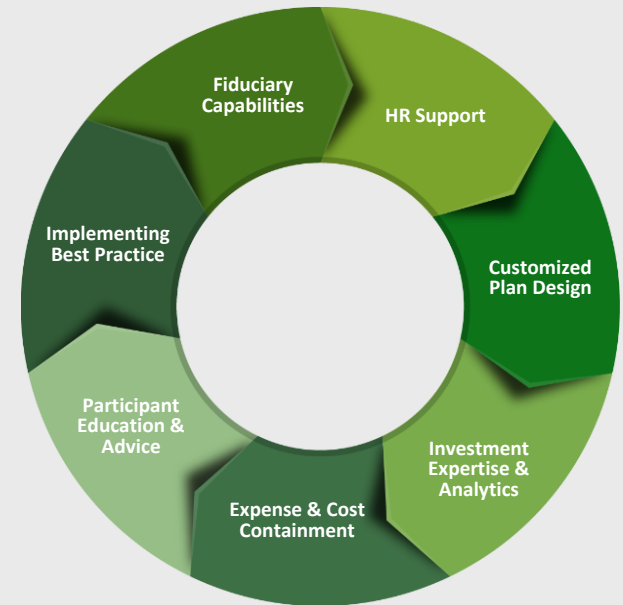 Fiduciary
Capabilities
HR Support
Customized
Plan Design
Investment
Expertise &
Analytics
Expense & Cost
Containment
Participant
Education &
Advice
Implementing
Best Practice